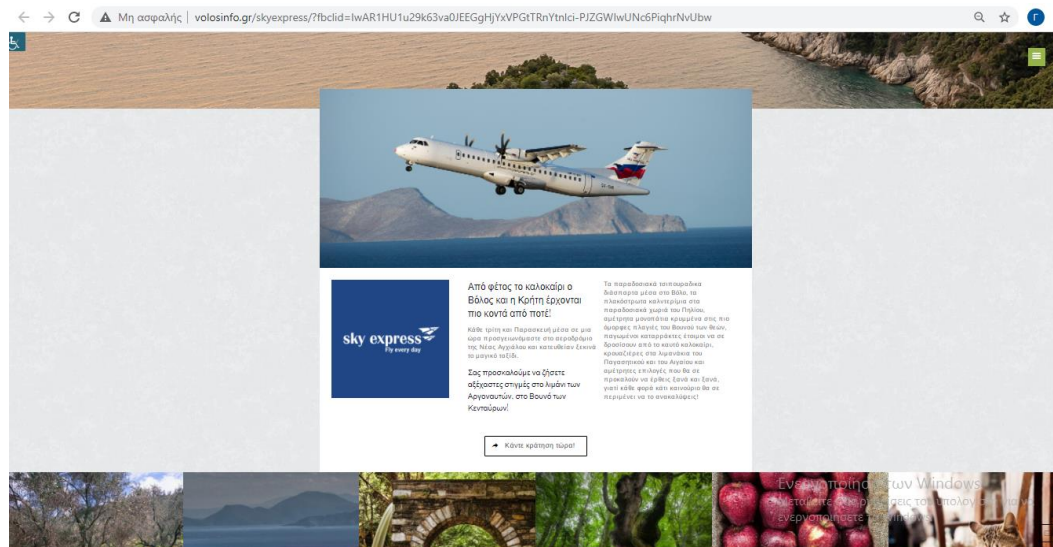 Μη ασφαλής | volosinfo.gr/skyexpress/?fbclid=IwAR1HU1u29k63va0JEEGgHjYxVPGtTRnYtnlci-PJZGWlwUNc6PiqhrNvUbw
Γ
sky express
Fly every day
Από φέτος το καλοκαίρι ο
Βόλος και η Κρήτη έρχονται
πιο κοντά από ποτέ!
Κάθε τρίτη και Παρασκευή μέσα σε μια
ώρα προσγειωνόμαστε στο αεροδρόμιο
της Νέας Αγχιάλου και κατευθείαν ξεκινά
το μαγικό ταξίδι.
Σας προσκαλούμε να ζήσετε
αξέχαστες στιγμές στο λιμάνι των
Αργοναυτών, στο Βουνό των
Κενταύρων!
Τα παραδοσιακά τσιπουράδικα
διάσπαρτα μέσα στο Βόλο, τα
πλακόστρωτα καλντερίμια στα
παραδοσιακά χωριά του Πηλίου,
αμέτρητα μονοπάτια κρυμμένα στις πιο
όμορφες πλαγιές του Βουνού των θεών,
παγωμένοι καταρράκτες έτοιμοι να σε
δροσίσουν από το καυτό καλοκαίρι,
κρουαζιέρες στα λιμανάκια του
Παγασητικού και του Αιγαίου και
αμέτρητες επιλογές που θα σε
προκαλούν να έρθεις ξανά και ξανά,
γιατί κάθε φορά κάτι καινούριο θα σε
περιμένει να το ανακαλύψεις!
Κάντε κράτηση τώρα!
των Windows